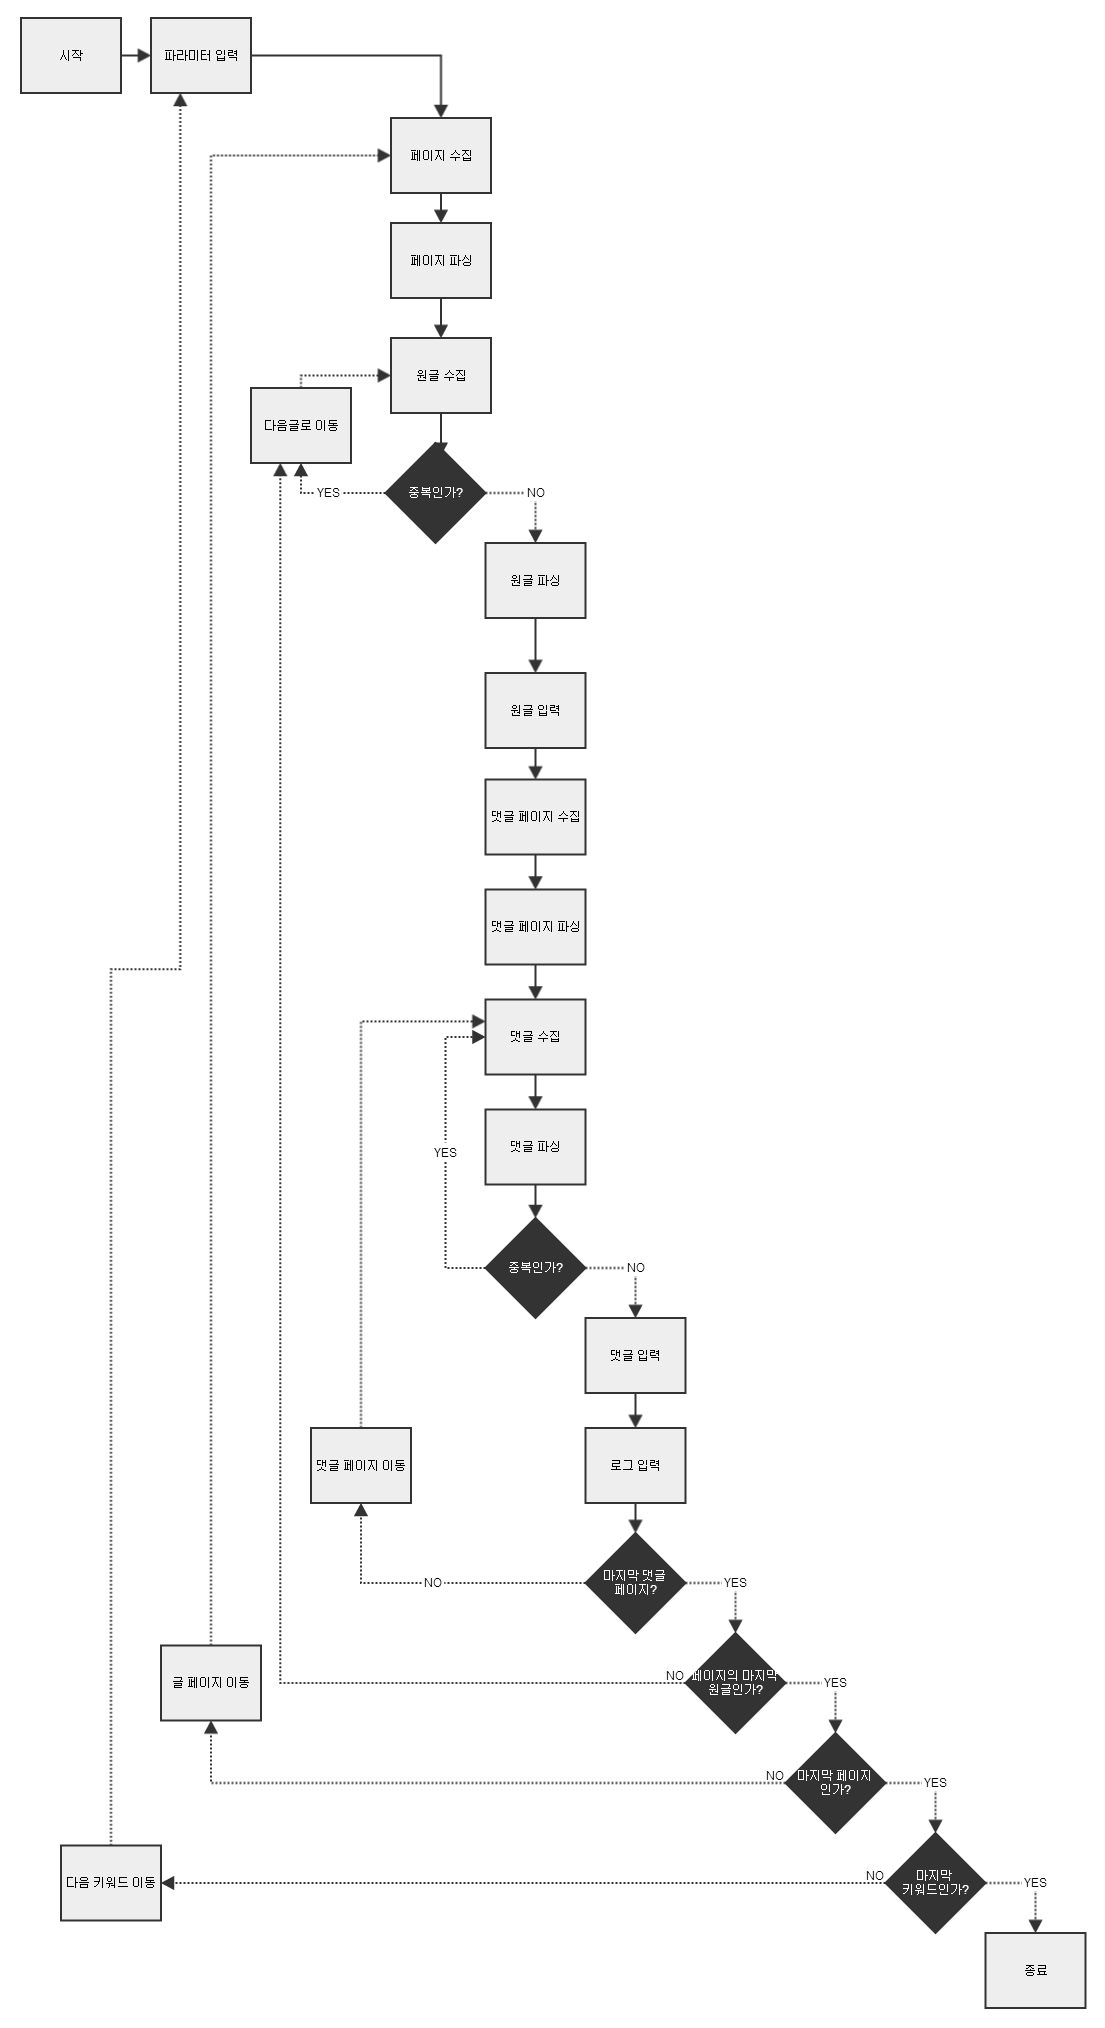 시작
파라미터 입력
페이지 수집
페이지 파싱
원글 수집
다음글로 이동
중복인가?
YES
NO
원글 파싱
원글 입력
댓글 페이지 수집
댓글 페이지 파싱
댓글 수집
댓글 파싱
YES
중복인가?
NO
댓글 입력
댓글 페이지 이동
로그 입력
마지막 댓글
페이지?
NO
YES
글 페이지 이동
NO
페이지의 마지막
원글인가?
YES
NO
마지막 페이지
인가?
YES
다음 키워드 이동
NO
마지막
키워드인가?
YES
종료